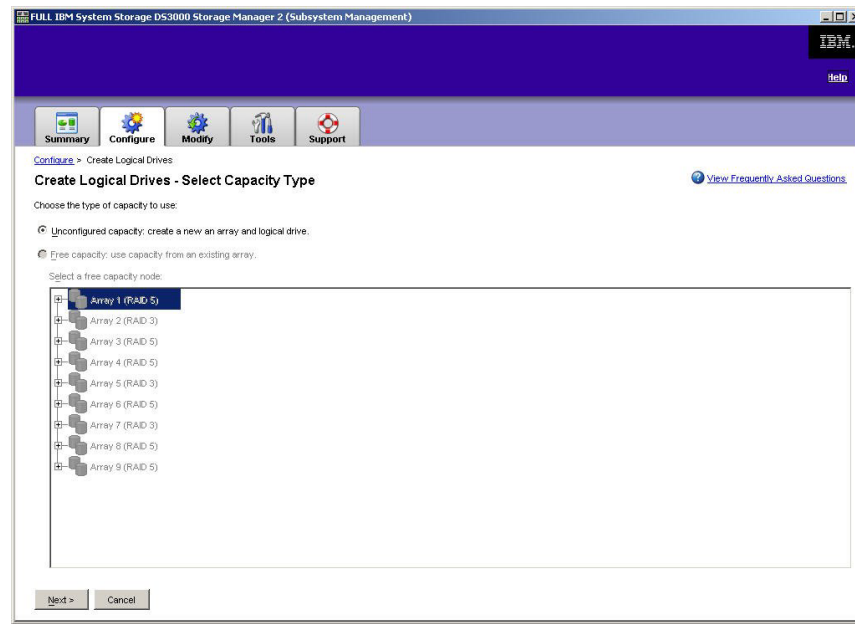 FULL IBM System Storage DS3000 Storage Manager 2 (Subsystem Management)
IBM.
Help
Summary
Configure
Modify
Tools
Support
Configure > Create Logical Drives
Create Logical Drives - Select Capacity Type
View Frequently Asked Questions
Choose the type of capacity to use:
Unconfigured capacity: create a new an array and logical drive.
Free capacity: use capacity from an existing array.
Select a free capacity node:
Array 1 (RAID 5)
Array 2 (RAID 3)
Array 3 (RAID 5)
Array 4 (RAID 5)
Array 5 (RAID 3)
Array 6 (RAID 5)
Array 7 (RAID 3)
Array 8 (RAID 5)
Array 9 (RAID 5)
Next >
Cancel